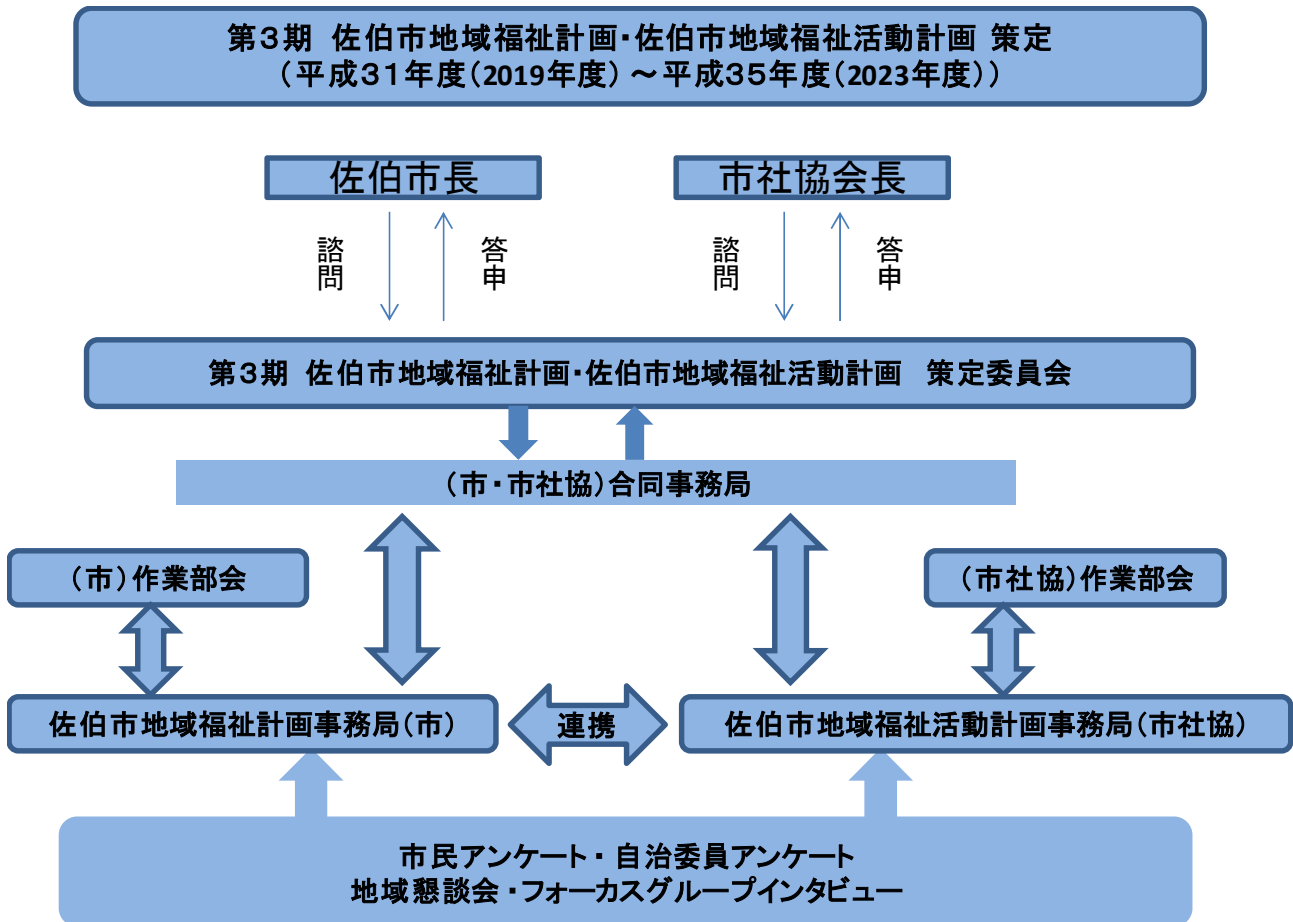 第3期 佐伯市地域福祉計画・佐伯市地域福祉活動計画 策定
（平成３１年度（2019年度）～平成３５年度（2023年度））
佐伯市長
市社協会長
諮問
答申
諮問
答申
第３期 佐伯市地域福祉計画・佐伯市地域福祉活動計画　策定委員会
（市・市社協）合同事務局
（市）作業部会
（市社協）作業部会
佐伯市地域福祉計画事務局（市）
連携
佐伯市地域福祉活動計画事務局（市社協）
市民アンケート・自治委員アンケート
地域懇談会・フォーカスグループインタビュー